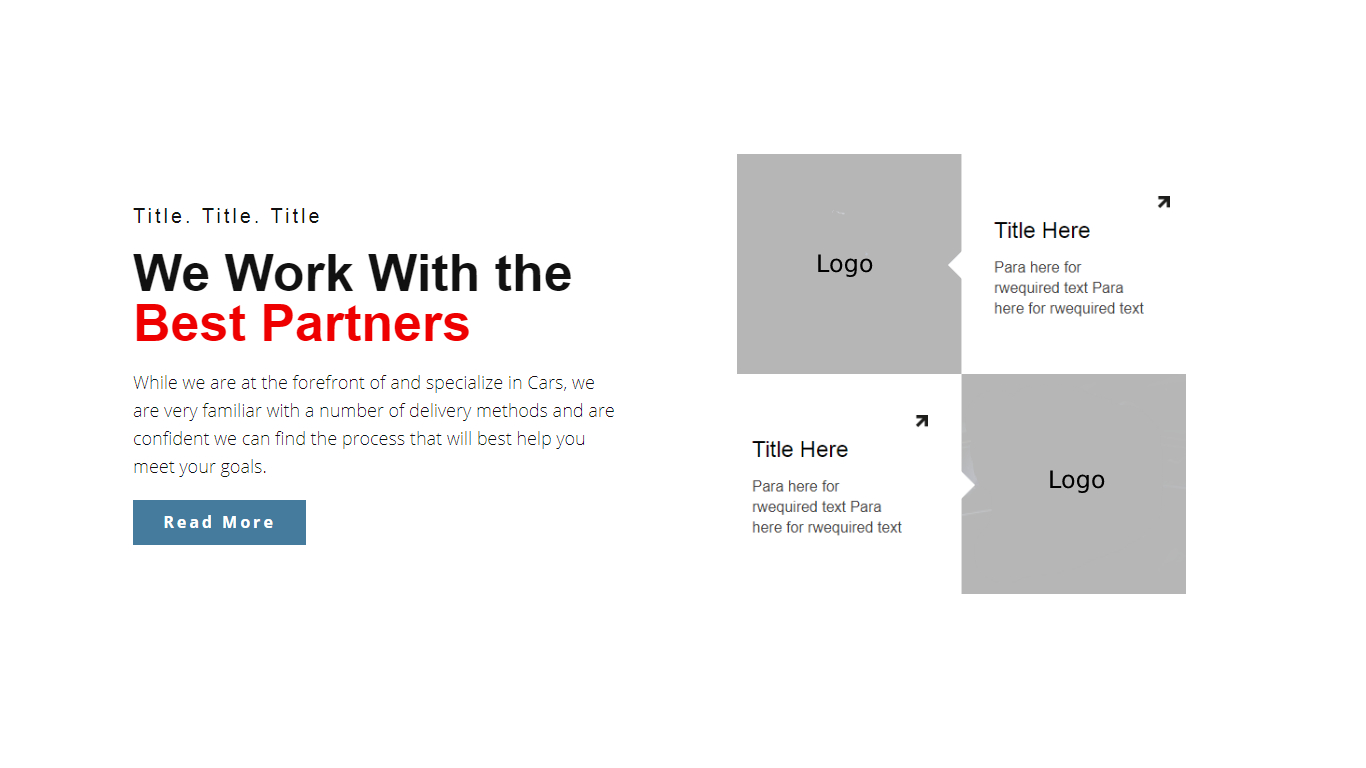 Title. Title. Title
We Work With the
Best Partners
While we are at the forefront of and specialize in Cars, we
are very familiar with a number of delivery methods and are
confident we can find the process that will best help you
meet your goals.
Read More
Logo
Title Here
Para here for
rwequired text Para
here for rwequired text
Title Here
Para here for
rwequired text Para
here for rwequired text
Logo